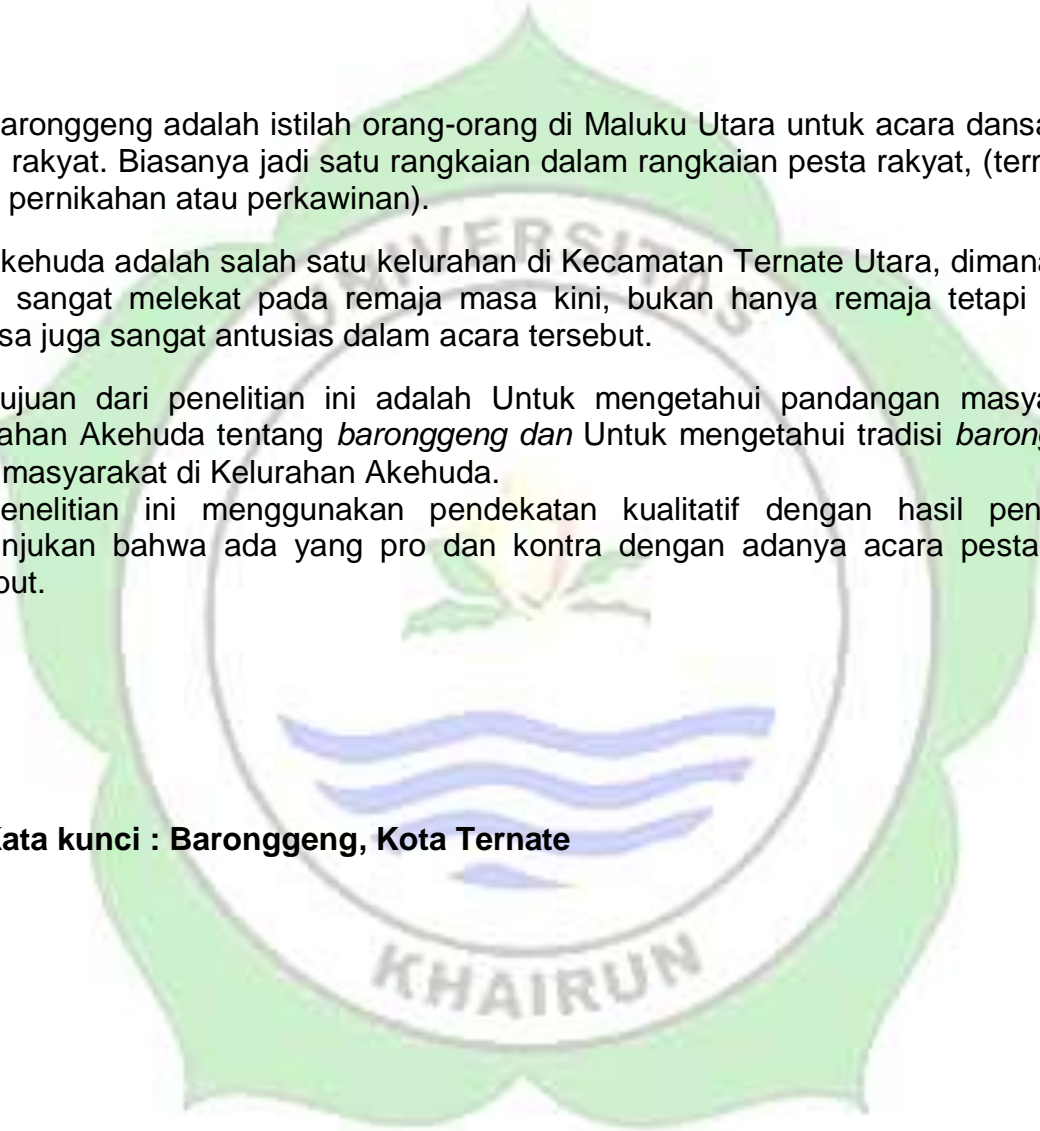 aronggeng adalah istilah orang-orang di Maluku Utara untuk acara dansa
rakyat. Biasanya jadi satu rangkaian dalam rangkaian pesta rakyat, (term
pernikahan atau perkawinan).
kehuda adalah salah satu kelurahan di Kecamatan Ternate Utara, dimana
sangat melekat pada remaja masa kini, bukan hanya remaja tetapi
sa juga sangat antusias dalam acara tersebut.
ujuan dari penelitian ini adalah Untuk mengetahui pandangan masya
ahan Akehuda tentang baronggeng dan Untuk mengetahui tradisi barong
masyarakat di Kelurahan Akehuda.
enelitian ini menggunakan pendekatan kualitatif dengan hasil pen
njukan bahwa ada yang pro dan kontra dengan adanya acara pesta
but.
Kata kunci : Baronggeng, Kota Ternate
UNIVERSITAS
KHAIRUN